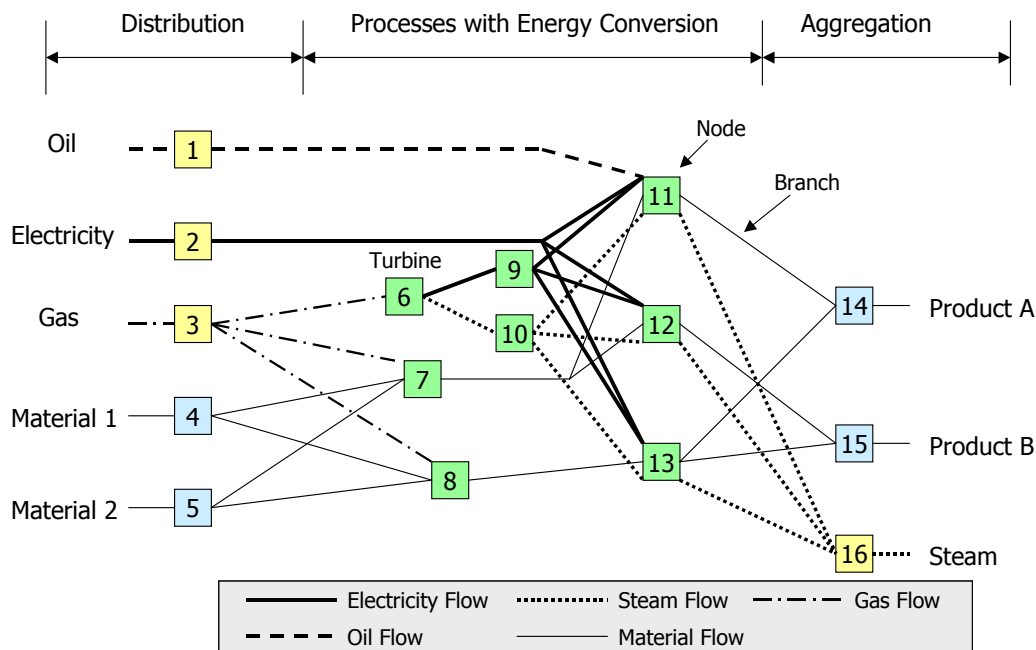 Distribution Processes with Energy Conversion Aggregation
Oil
1
Node
11
Branch
Electricity
2
Turbine
9
6
Gas
3
10
12
14
Product A
7
Material 1
4
15
Product B
13
8
Material 2
5
16
Steam
Electricity Flow Steam Flow Gas Flow
Oil Flow Material Flow